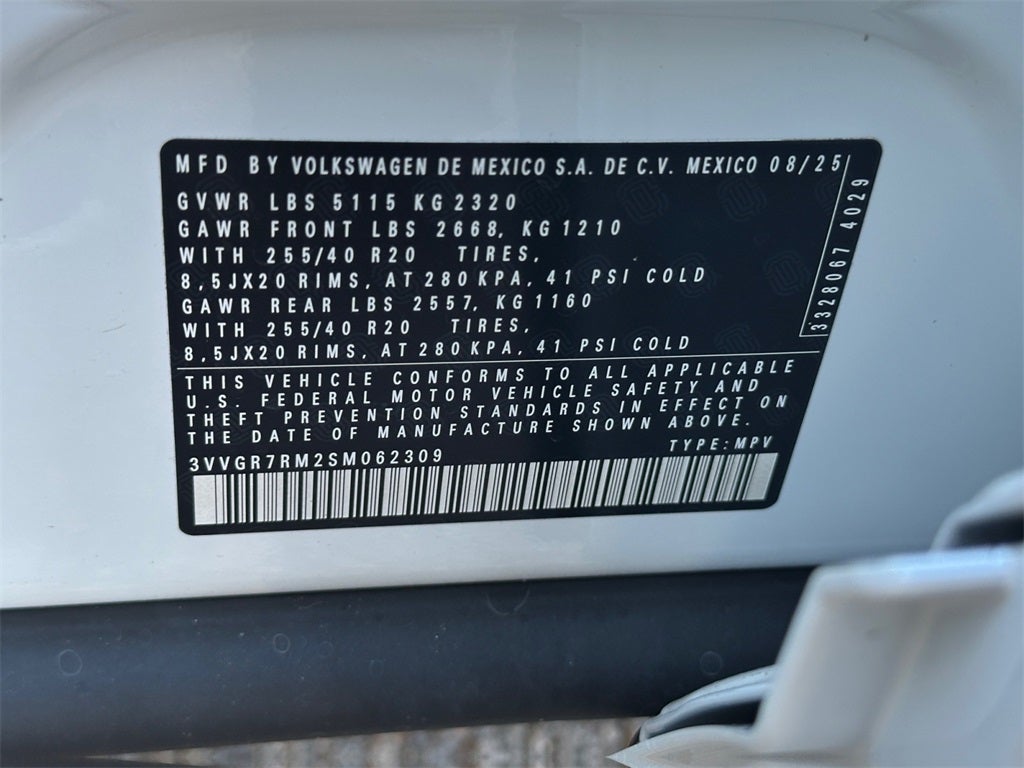 MFD BY VOLKSWAGEN DE MEXICO S.A. DE C.V. MEXICO 08/25
GVWR LBS 5115 KG 2320
GAWR FRONT LBS 2668, KG 1210
WITH 255/40 R20 TIRES,
8,5JX20 RIMS, AT 280 KPA, 41 PSI COLD
GAWR REAR LBS 2557, KG 1160
WITH 255/40 R20 TIRES,
8,5JX20 RIMS, AT 280 KPA, 41 PSI COLD
3328067 4029
THIS VEHICLE CONFORMS TO ALL APPLICABLE
U.S. FEDERAL MOTOR VEHICLE SAFETY AND
THEFT PREVENTION STANDARDS IN EFFECT ON
THE DATE OF MANUFACTURE SHOWN ABOVE.
3VVGR7RM2SM062309 TYPE: MPV